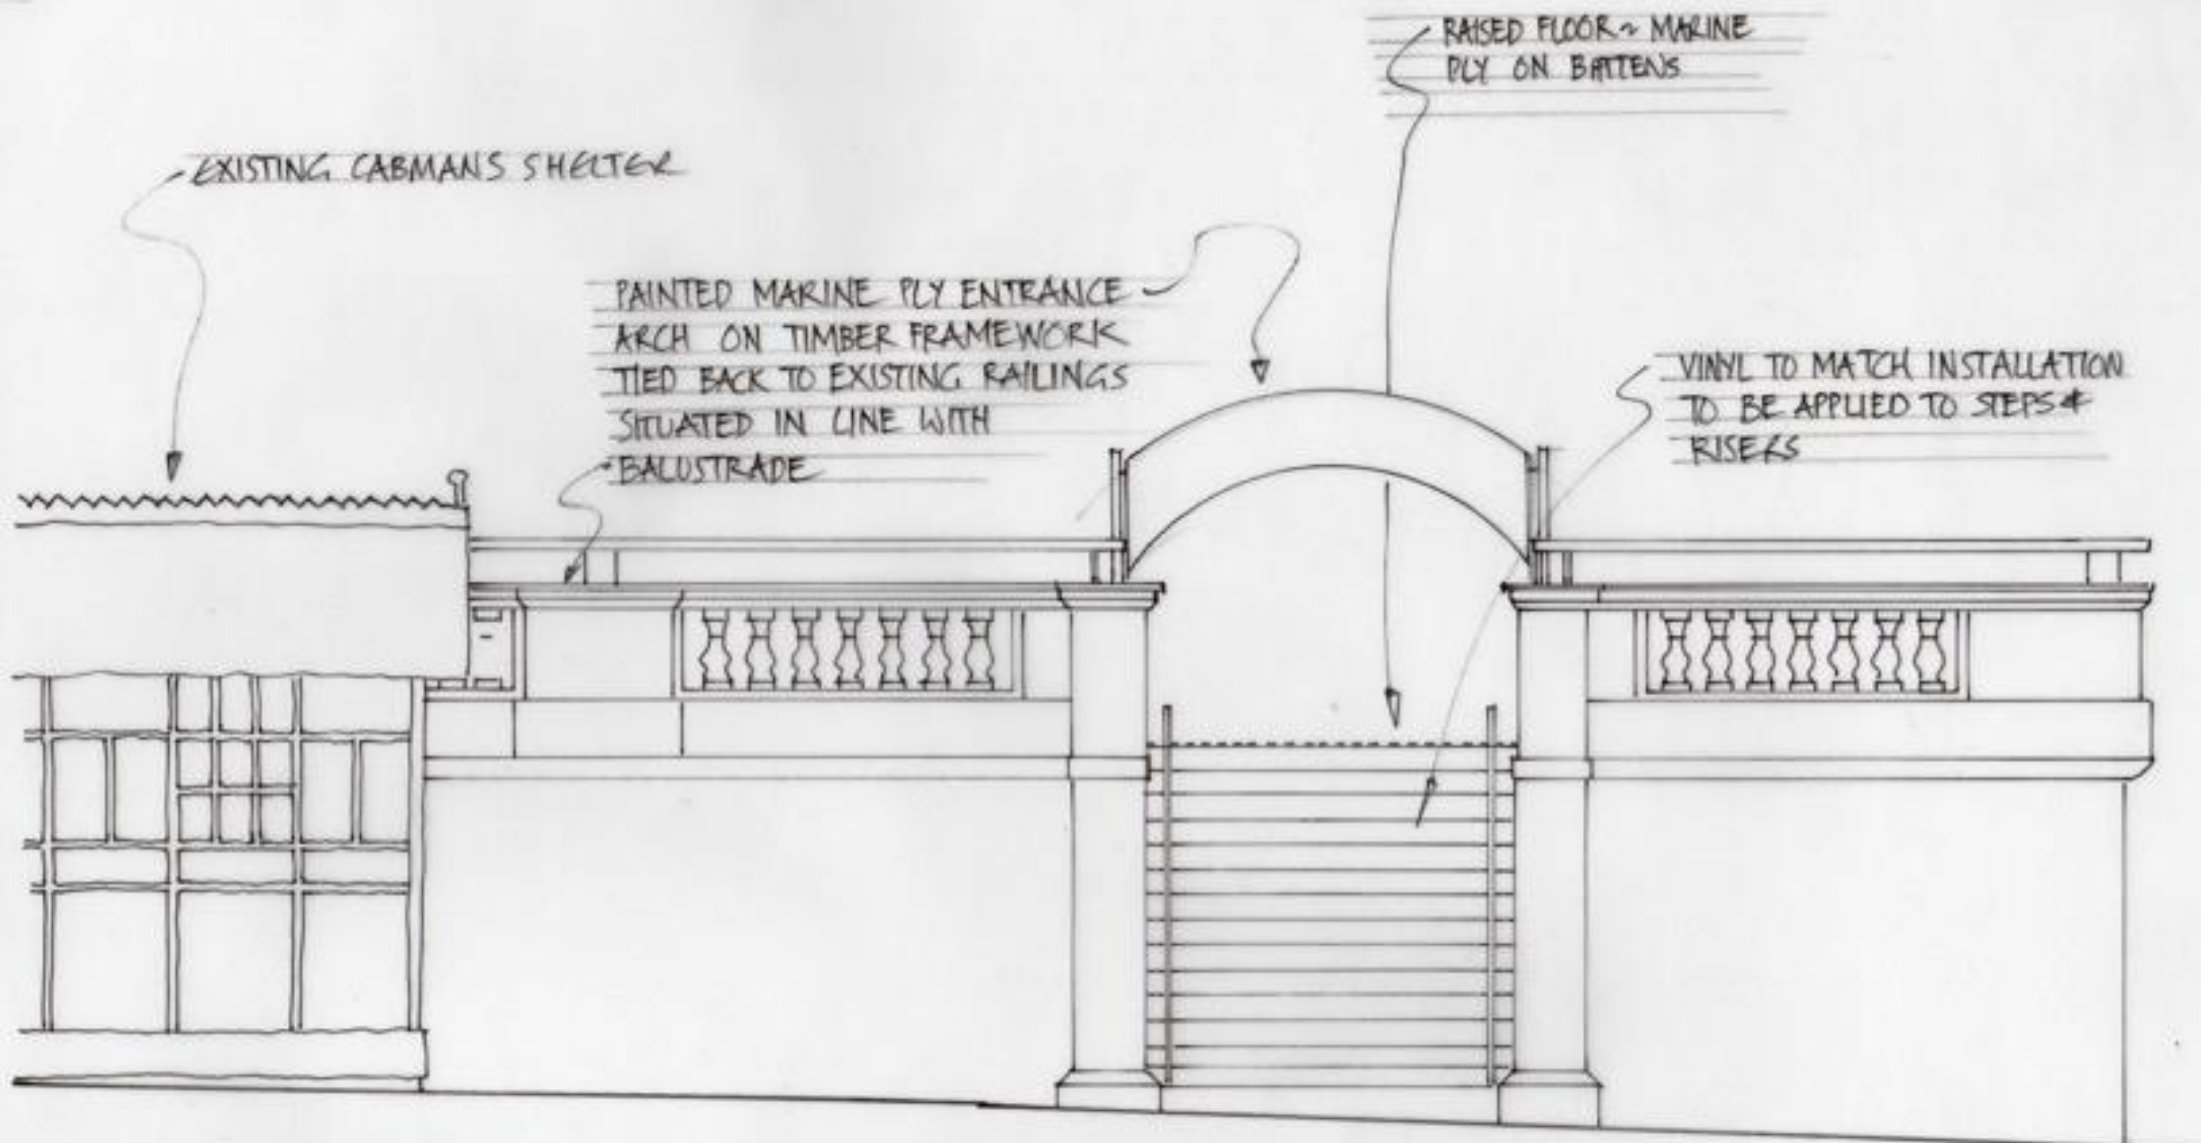 RAISED FLOOR ~ MARINE
PLY ON BATTENS
EXISTING CABMANS SHELTER
PAINTED MARINE PLY ENTRANCE
ARCH ON TIMBER FRAMEWORK
TIED BACK TO EXISTING RAILINGS
SITUATED IN LINE WITH
BALUSTRADE
VINYL TO MATCH INSTALLATION
TO BE APPLIED TO STEPS &
RISERS